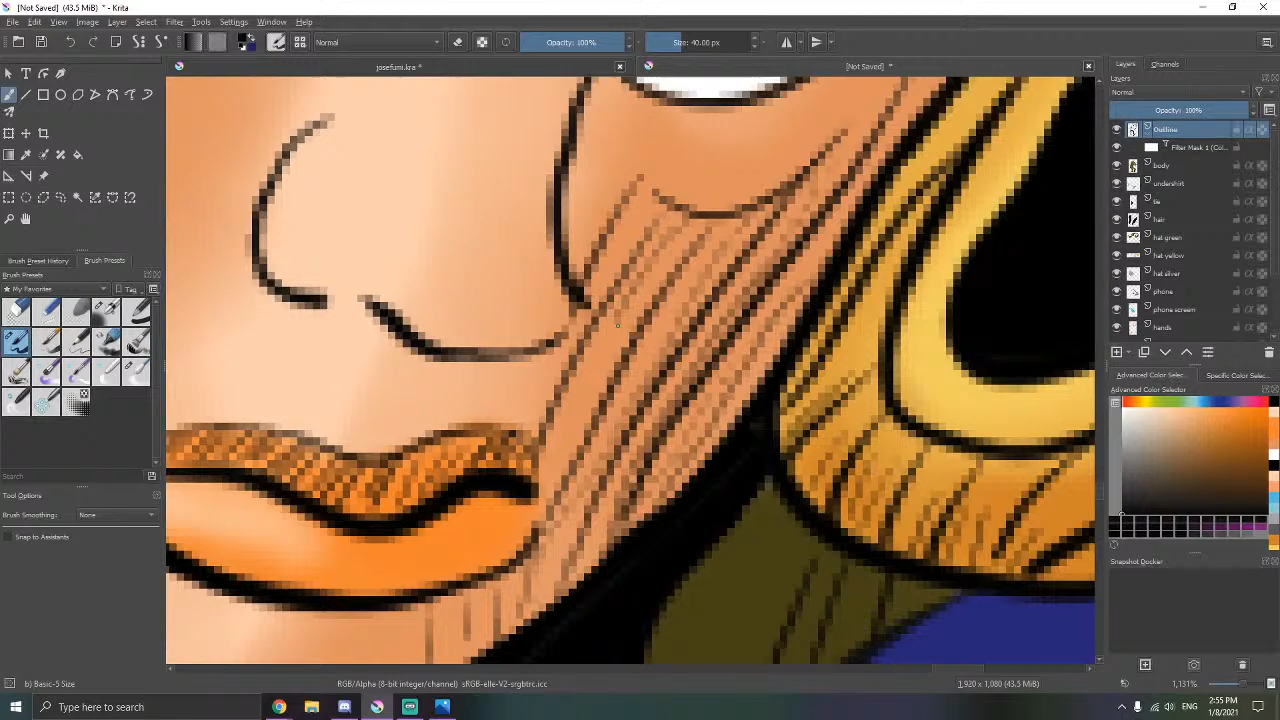 [Not Saved] (43.5 MiB) * - Krita
File Edit View Image Layer Select Filter Tools Settings Window Help
Normal
Opacity: 100%
Size: 40.00 px
josefumi.kra *
[Not Saved] *
Layers Channels
Layers
Normal
Opacity: 100%
Outline
Filter Mask 1 (Col...
body
undershirt
tie
hair
hat green
hat yellow
hat silver
phone
phone screen
hands
Brush Preset History Brush Presets
Brush Presets
My Favorites
Tag
Search
Tool Options
Brush Smoothing: None
Snap to Assistants
Advanced Color Selec... Specific Color Selec...
Advanced Color Selector
Snapshot Docker
b) Basic-5 Size
RGB/Alpha (8-bit integer/channel) sRGB-elle-V2-srgbtrc.icc
1,920 x 1,080 (43.5 MiB)
1,131%
Type here to search
ENG
2:55 PM
1/8/2021